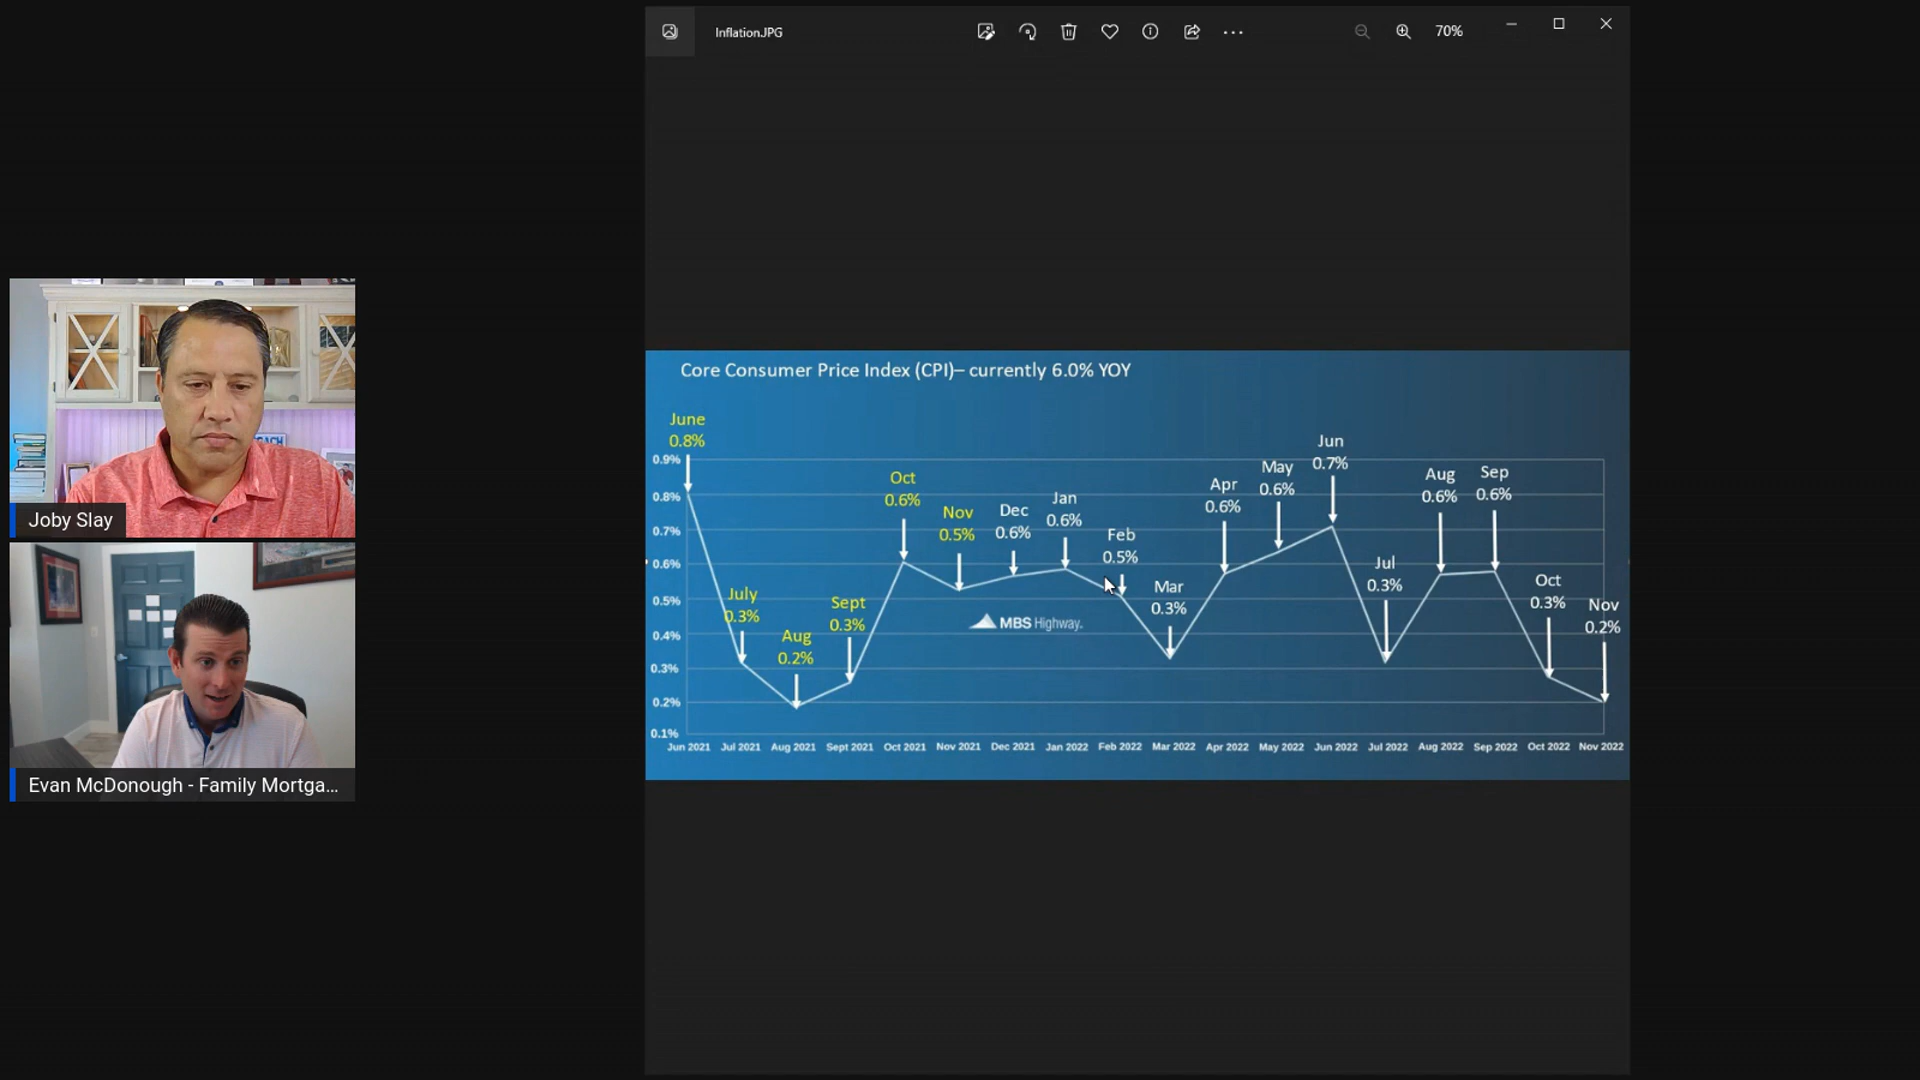 Inflation.JPG
70%
Joby Slay
Evan McDonough - Family Mortga...
Core Consumer Price Index (CPI)– currently 6.0% YOY
June
0.8%
July
0.3%
Aug
0.2%
Sept
0.3%
Oct
0.6%
Nov
0.5%
Dec
0.6%
Jan
0.6%
Feb
0.5%
Mar
0.3%
Apr
0.6%
May
0.6%
Jun
0.7%
Jul
0.3%
Aug
0.6%
Sep
0.6%
Oct
0.3%
Nov
0.2%
MBS Highway
0.9%
0.8%
0.7%
0.6%
0.5%
0.4%
0.3%
0.2%
0.1%
Jun 2021 Jul 2021 Aug 2021 Sept 2021 Oct 2021 Nov 2021 Dec 2021 Jan 2022 Feb 2022 Mar 2022 Apr 2022 May 2022 Jun 2022 Jul 2022 Aug 2022 Sep 2022 Oct 2022 Nov 2022